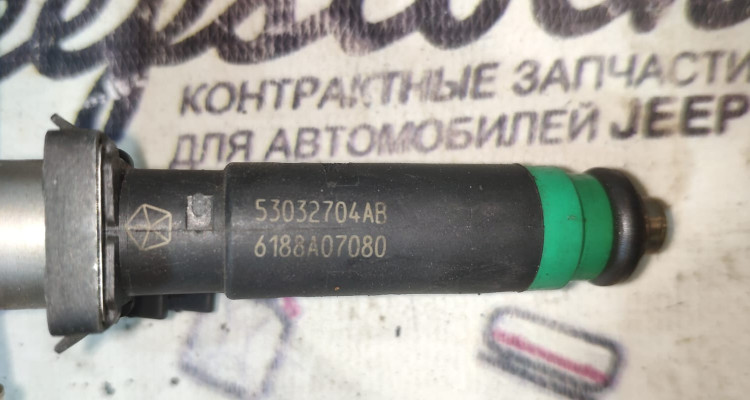 КОНТРАКТНЫЕ ЗАПЧАСТИ
ДЛЯ АВТОМОБИЛЕЙ JEEP
53032704AB
6188A07080